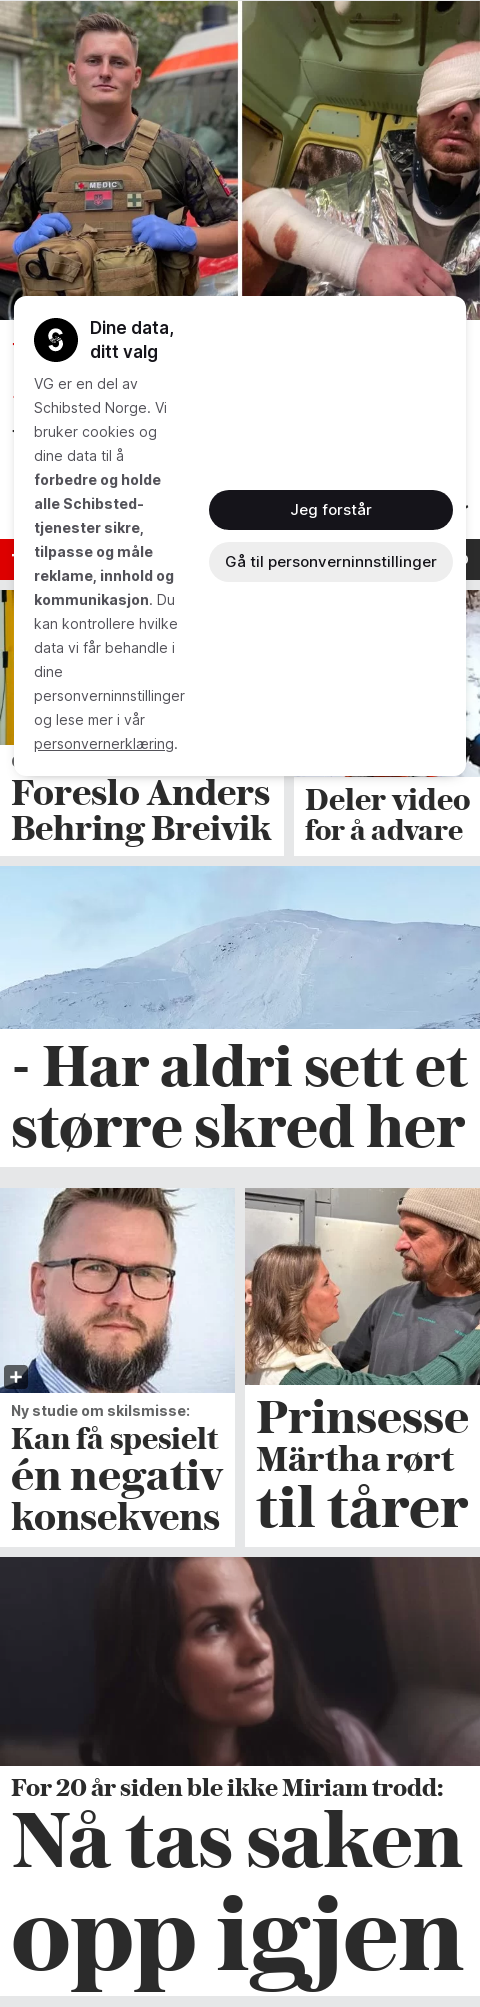 MEDIC
Dine data,
ditt valg
VG er en del av
Schibsted Norge. Vi
bruker cookies og
dine data til å
forbedre og holde
alle Schibsted-
tjenester sikre,
tilpasse og måle
reklame, innhold og
kommunikasjon. Du
kan kontrollere hvilke
data vi får behandle i
dine
personverninnstillinger
og lese mer i vår
personvernerklæring.
Jeg forstår
Gå til personverninnstillinger
Foreslo Anders
Behring Breivik
Deler video
for å advare
- Har aldri sett et
større skred her
Ny studie om skilsmisse:
Kan få spesielt
én negativ
konsekvens
Prinsesse
Märtha rørt
til tårer
For 20 år siden ble ikke Miriam trodd:
Nå tas saken
opp igjen